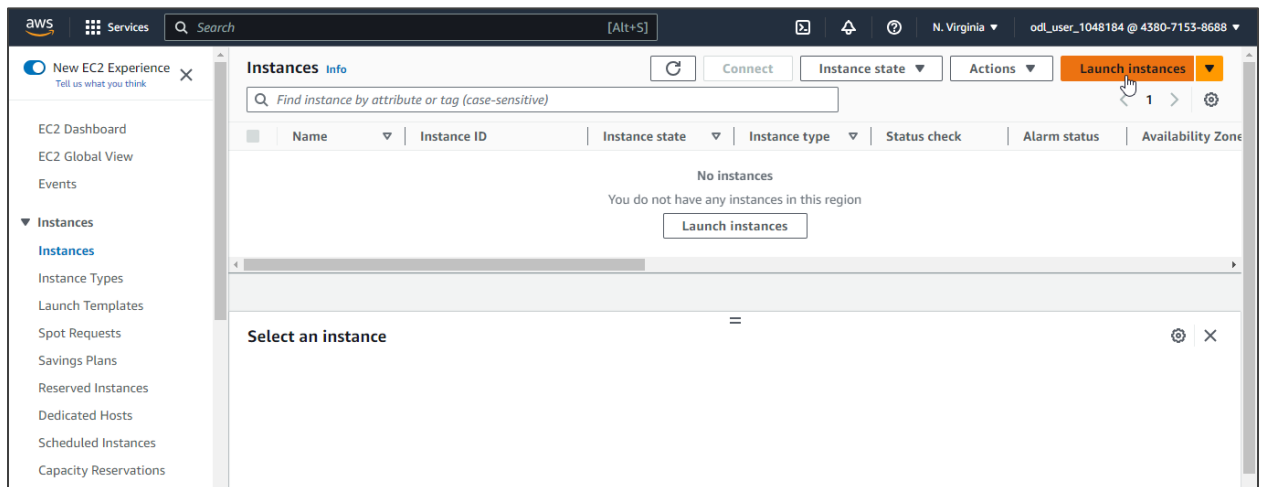 aws Services Search [Alt+S] N. Virginia odl_user_1048184 @ 4380-7153-8688
New EC2 Experience
Tell us what you think
EC2 Dashboard
EC2 Global View
Events
Instances
Instances
Instance Types
Launch Templates
Spot Requests
Savings Plans
Reserved Instances
Dedicated Hosts
Scheduled Instances
Capacity Reservations
Instances Info Connect Instance state Actions Launch instances
Find instance by attribute or tag (case-sensitive) 1
Name Instance ID Instance state Instance type Status check Alarm status Availability Zone
No instances
You do not have any instances in this region
Launch instances
Select an instance